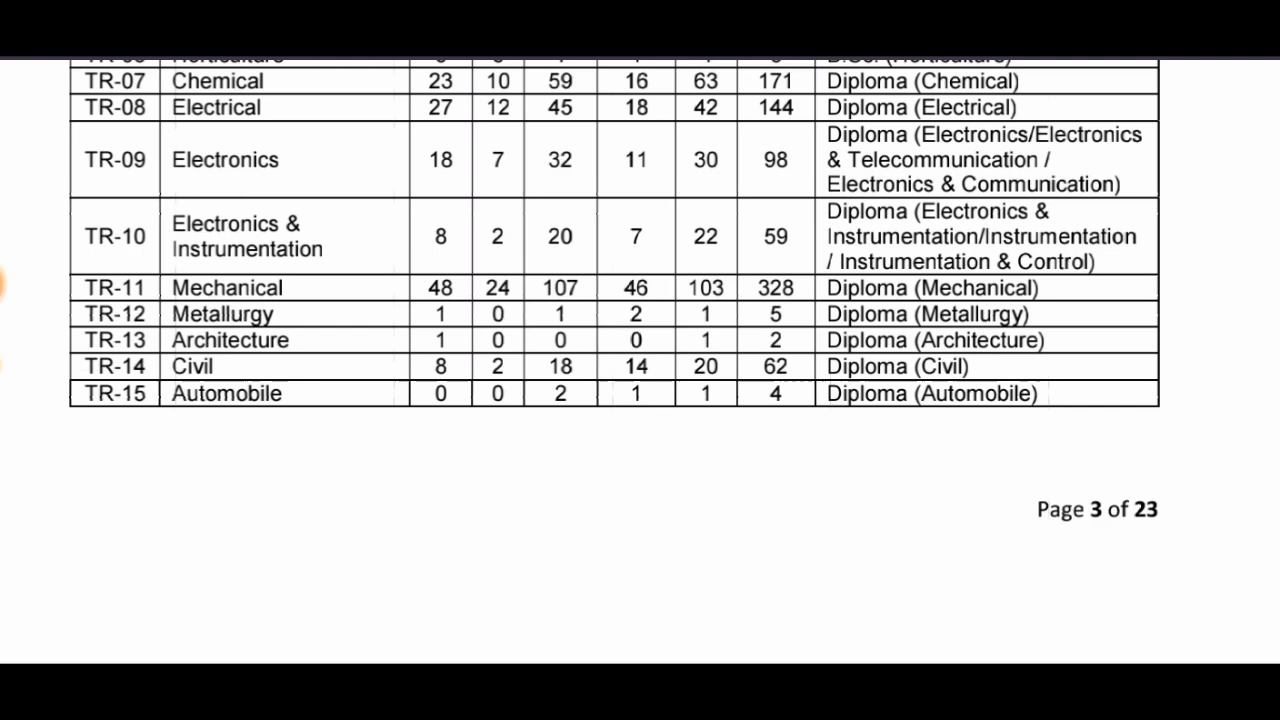 TR-07 Chemical 23 10 59 16 63 171 Diploma (Chemical)
TR-08 Electrical 27 12 45 18 42 144 Diploma (Electrical)
TR-09 Electronics 18 7 32 11 30 98 Diploma (Electronics/Electronics
& Telecommunication /
Electronics & Communication)
TR-10 Electronics &
Instrumentation 8 2 20 7 22 59 Diploma (Electronics &
Instrumentation/Instrumentation
/ Instrumentation & Control)
TR-11 Mechanical 48 24 107 46 103 328 Diploma (Mechanical)
TR-12 Metallurgy 1 0 1 2 1 5 Diploma (Metallurgy)
TR-13 Architecture 1 0 0 0 1 2 Diploma (Architecture)
TR-14 Civil 8 2 18 14 20 62 Diploma (Civil)
TR-15 Automobile 0 0 2 1 1 4 Diploma (Automobile)
Page 3 of 23